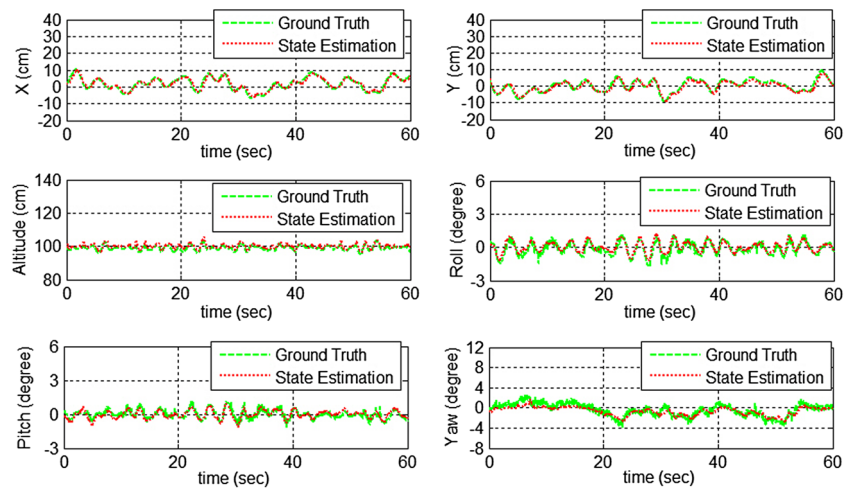 40
30
20
10
0
-10
-20
X (cm)
Ground Truth
State Estimation
0
20
40
60
time (sec)
40
30
20
10
0
-10
-20
Y (cm)
Ground Truth
State Estimation
0
20
40
60
time (sec)
140
120
100
80
Altitude (cm)
Ground Truth
State Estimation
0
20
40
60
time (sec)
6
3
0
-3
Roll (degree)
Ground Truth
State Estimation
0
20
40
60
time (sec)
6
3
0
-3
Pitch (degree)
Ground Truth
State Estimation
0
20
40
60
time (sec)
12
8
4
0
-4
-8
Yaw (degree)
Ground Truth
State Estimation
0
20
40
60
time (sec)